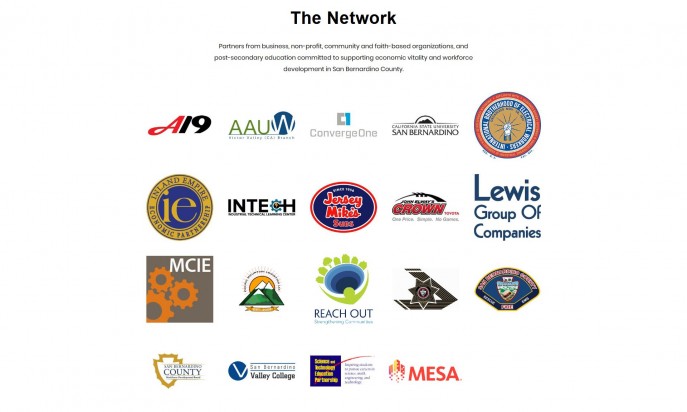 The Network
Partners from business, non-profit, community and faith-based organizations, and
post-secondary education committed to supporting economic vitality and workforce
development in San Bernardino County.
A19
AAUW
Victor Valley (CA) Branch
ConvergeOne
CALIFORNIA STATE UNIVERSITY
SAN BERNARDINO
INTERNATIONAL BROTHERHOOD OF ELECTRICAL WORKERS
INLAND EMPIRE
ie
ECONOMIC PARTNERSHIP
INTECH
INDUSTRIAL TECHNICAL LEARNING CENTER
SINCE 1956
Jersey
Mike's
Subs
JOHN ELWAY'S
CROWN
TOYOTA
One Price. Simple. No Games.
Lewis
Group Of
Companies
MCIE
REACH OUT
Strengthening Communities
SAN BERNARDINO COUNTY
FIRE
SAN BERNARDINO
COUNTY
San Bernardino
Valley College
Science and
Technology
Education
Partnership
MESA